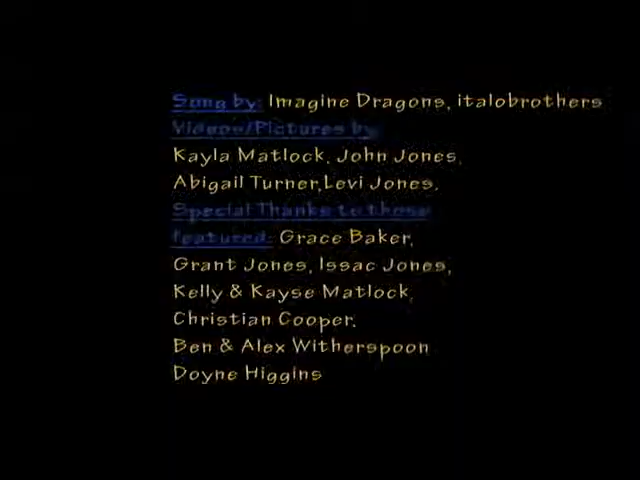 Song by: Imagine Dragons, italobrothers
Videos/Pictures by:
Kayla Matlock, John Jones,
Abigail Turner,Levi Jones,
Special Thanks to those
featured: Grace Baker,
Grant Jones, Issac Jones,
Kelly & Kayse Matlock,
Christian Cooper,
Ben & Alex Witherspoon
Doyne Higgins